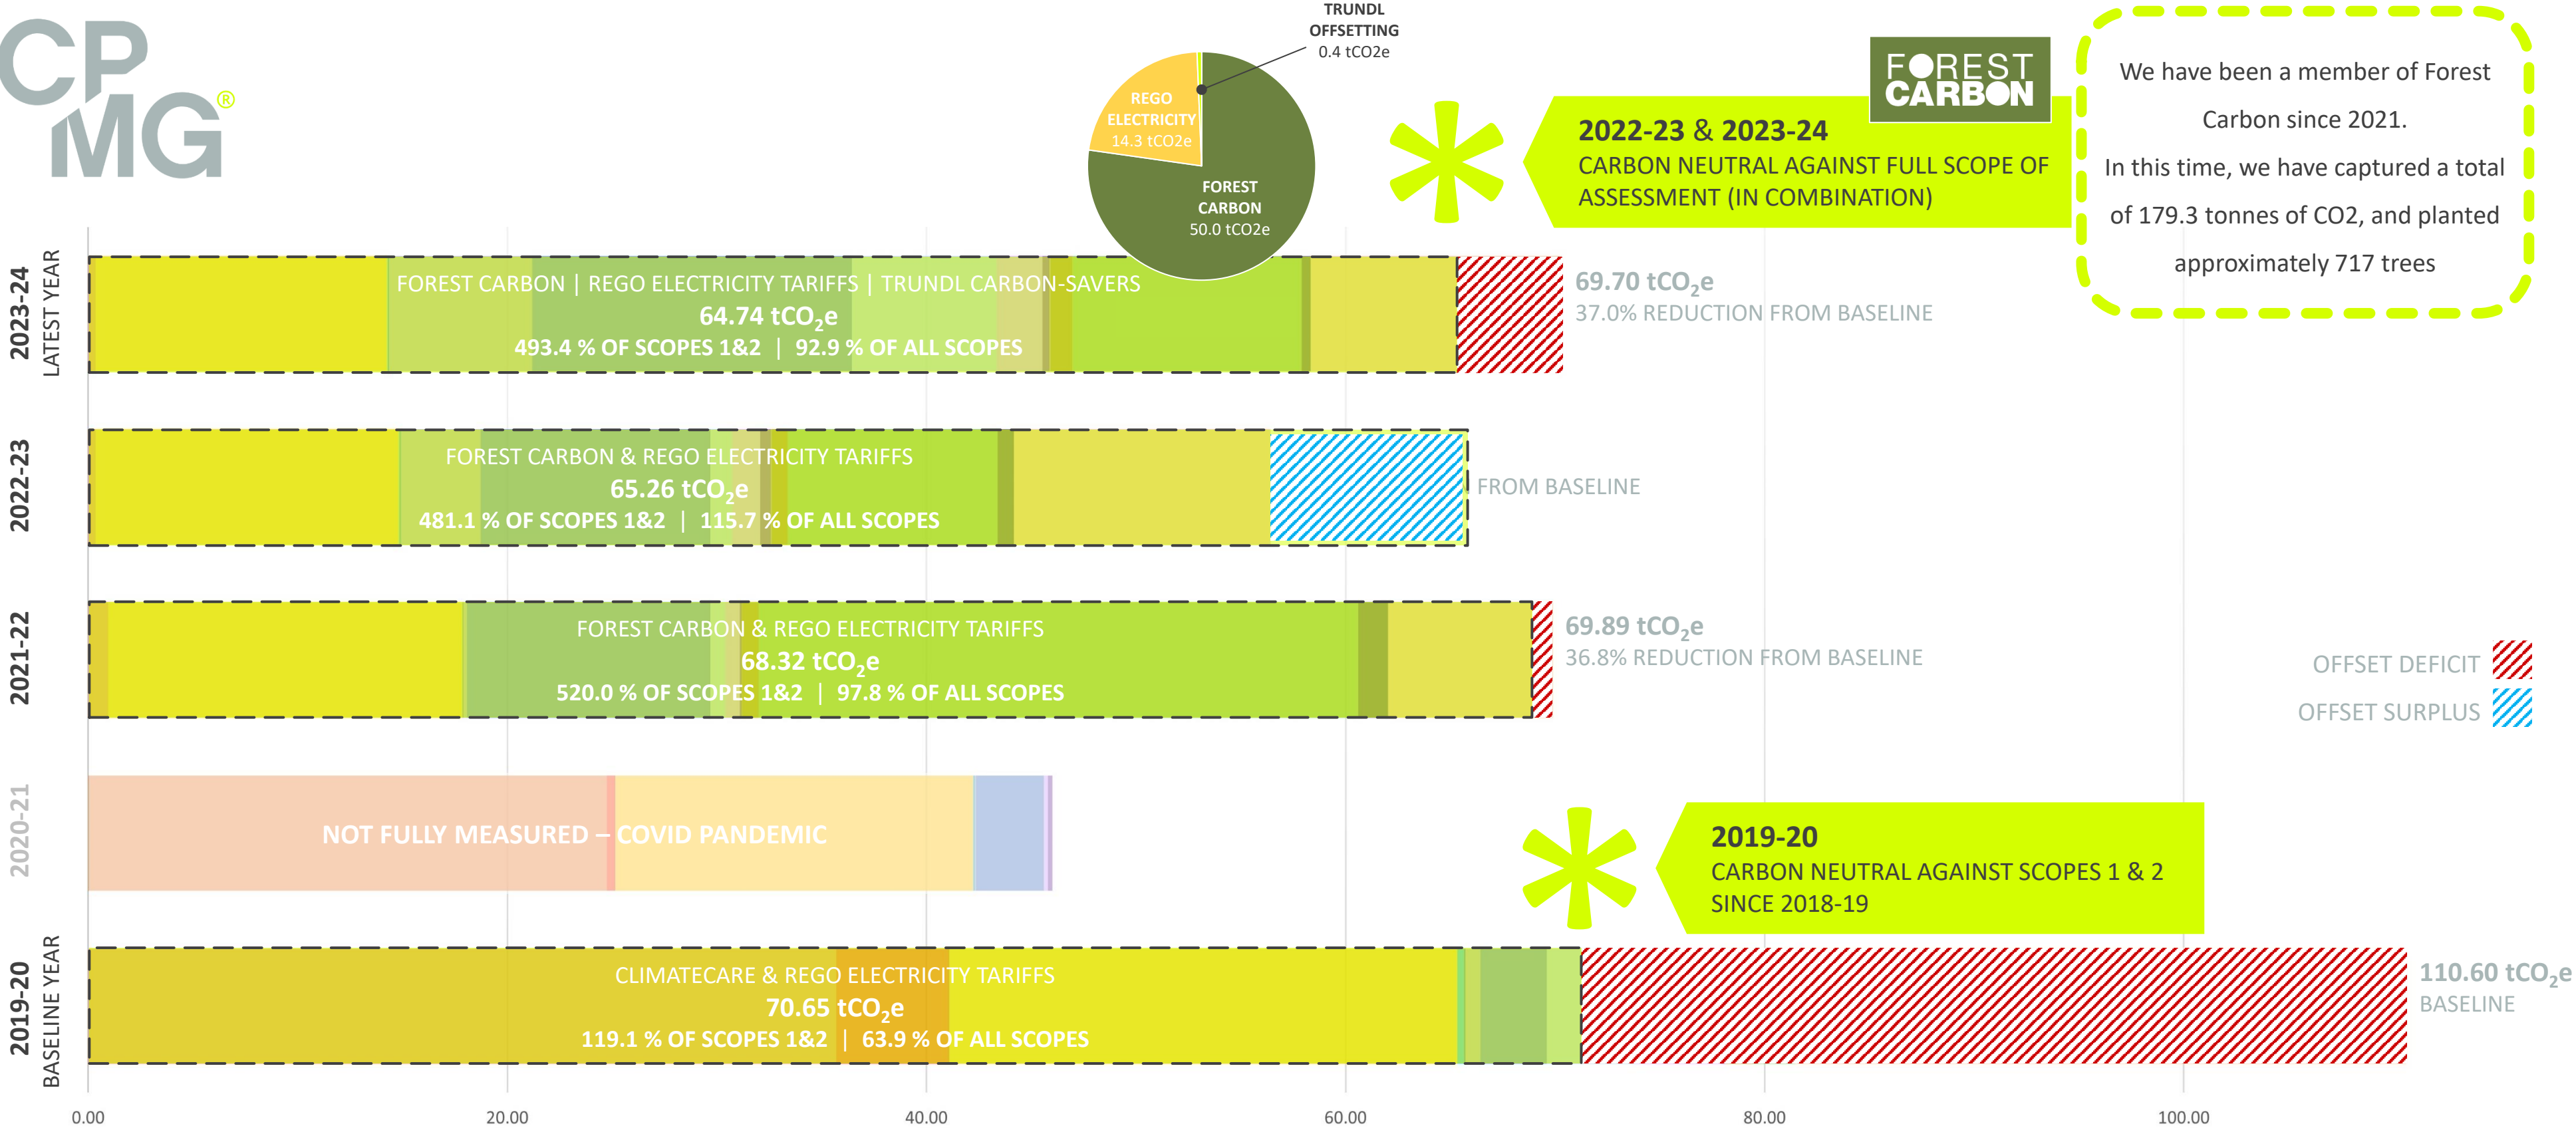 CP
MG®
TRUNDL
OFFSETTING
0.4 tCO2e
REGO
ELECTRICITY
14.3 tCO2e
FOREST
CARBON
50.0 tCO2e
FOREST
CARBON
2022-23 & 2023-24
CARBON NEUTRAL AGAINST FULL SCOPE OF
ASSESSMENT (IN COMBINATION)
We have been a member of Forest
Carbon since 2021.
In this time, we have captured a total
of 179.3 tonnes of CO2, and planted
approximately 717 trees
2023-24
LATEST YEAR
FOREST CARBON | REGO ELECTRICITY TARIFFS | TRUNDL CARBON-SAVERS
64.74 tCO₂e
493.4 % OF SCOPES 1&2 | 92.9 % OF ALL SCOPES
69.70 tCO₂e
37.0% REDUCTION FROM BASELINE
2022-23
FOREST CARBON & REGO ELECTRICITY TARIFFS
65.26 tCO₂e
481.1 % OF SCOPES 1&2 | 115.7 % OF ALL SCOPES
FROM BASELINE
2021-22
FOREST CARBON & REGO ELECTRICITY TARIFFS
68.32 tCO₂e
520.0 % OF SCOPES 1&2 | 97.8 % OF ALL SCOPES
69.89 tCO₂e
36.8% REDUCTION FROM BASELINE
OFFSET DEFICIT
OFFSET SURPLUS
2020-21
NOT FULLY MEASURED – COVID PANDEMIC
2019-20
CARBON NEUTRAL AGAINST SCOPES 1 & 2
SINCE 2018-19
2019-20
BASELINE YEAR
CLIMATECARE & REGO ELECTRICITY TARIFFS
70.65 tCO₂e
119.1 % OF SCOPES 1&2 | 63.9 % OF ALL SCOPES
110.60 tCO₂e
BASELINE
0.00 20.00 40.00 60.00 80.00 100.00